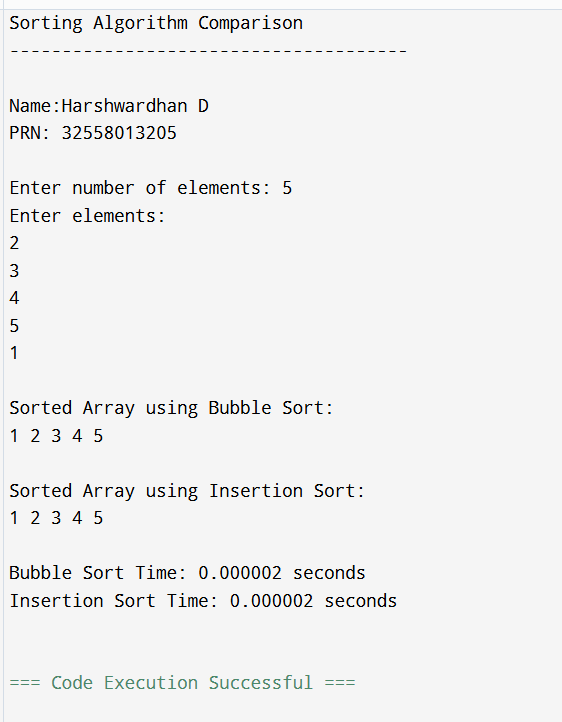 Sorting Algorithm Comparison
--------------------------------------
Name:Harshwardhan D
PRN: 32558013205
Enter number of elements: 5
Enter elements:
2
3
4
5
1
Sorted Array using Bubble Sort:
1 2 3 4 5
Sorted Array using Insertion Sort:
1 2 3 4 5
Bubble Sort Time: 0.000002 seconds
Insertion Sort Time: 0.000002 seconds
=== Code Execution Successful ===